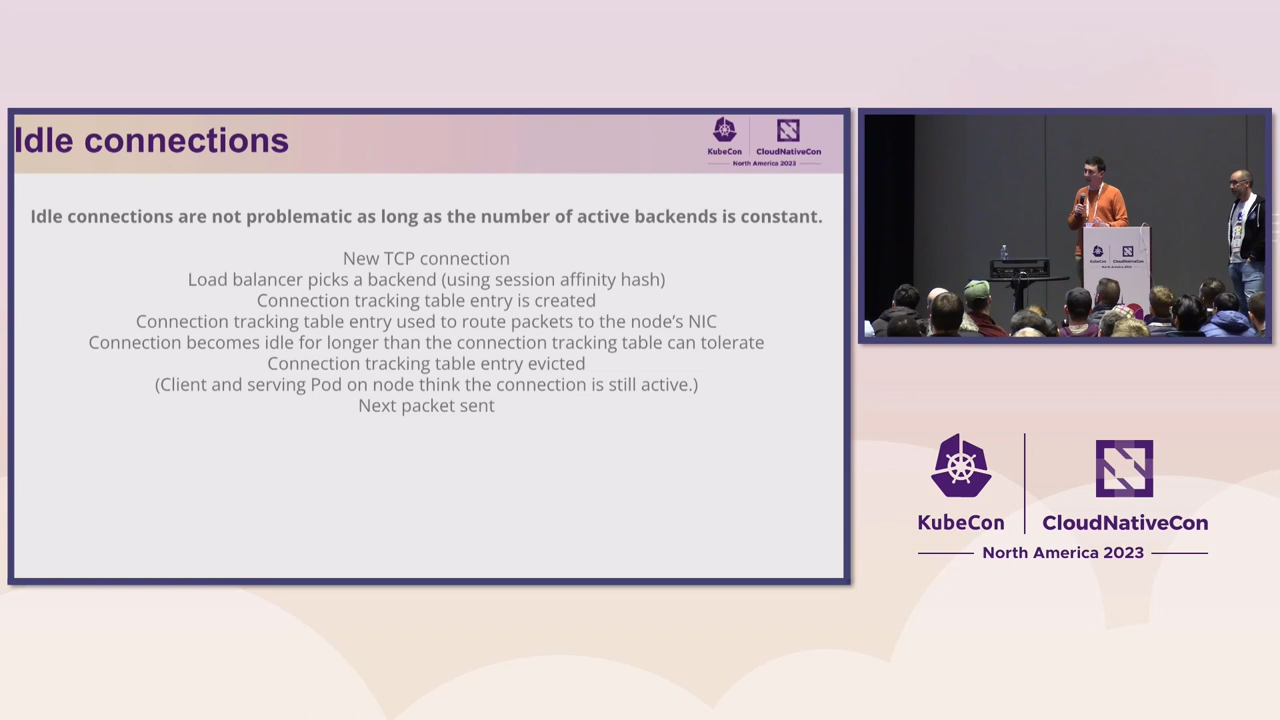 Idle connections
KubeCon
CloudNativeCon
North America 2023
Idle connections are not problematic as long as the number of active backends is constant.
New TCP connection
Load balancer picks a backend (using session affinity hash)
Connection tracking table entry is created
Connection tracking table entry used to route packets to the node’s NIC
Connection becomes idle for longer than the connection tracking table can tolerate
Connection tracking table entry evicted
(Client and serving Pod on node think the connection is still active.)
Next packet sent
KubeCon
CloudNativeCon
KubeCon
CloudNativeCon
North America 2023